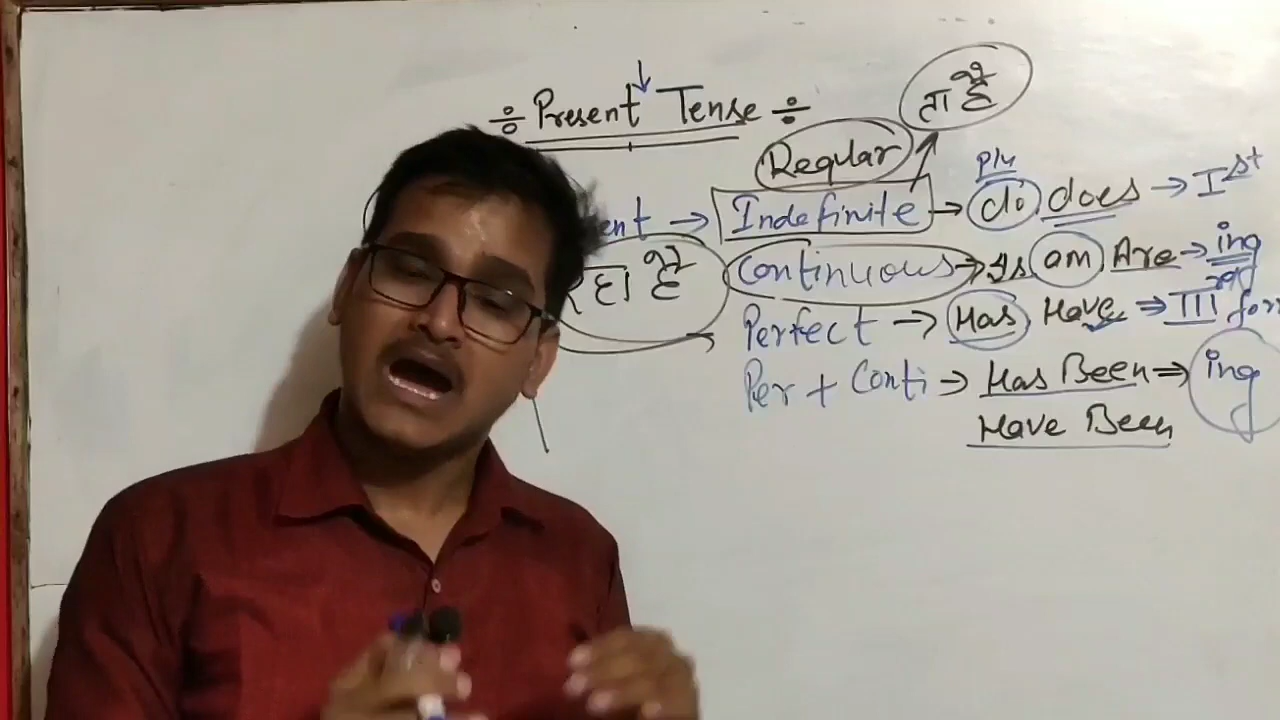 ÷ Present Tense ÷
ता है
Regular
Plu
ent → Indefinite → do does → Ist
रहा है Continuous → Is am Are → ing
Perfect → Has Have → III for
Per + Conti → Has Been → ing
Have Been